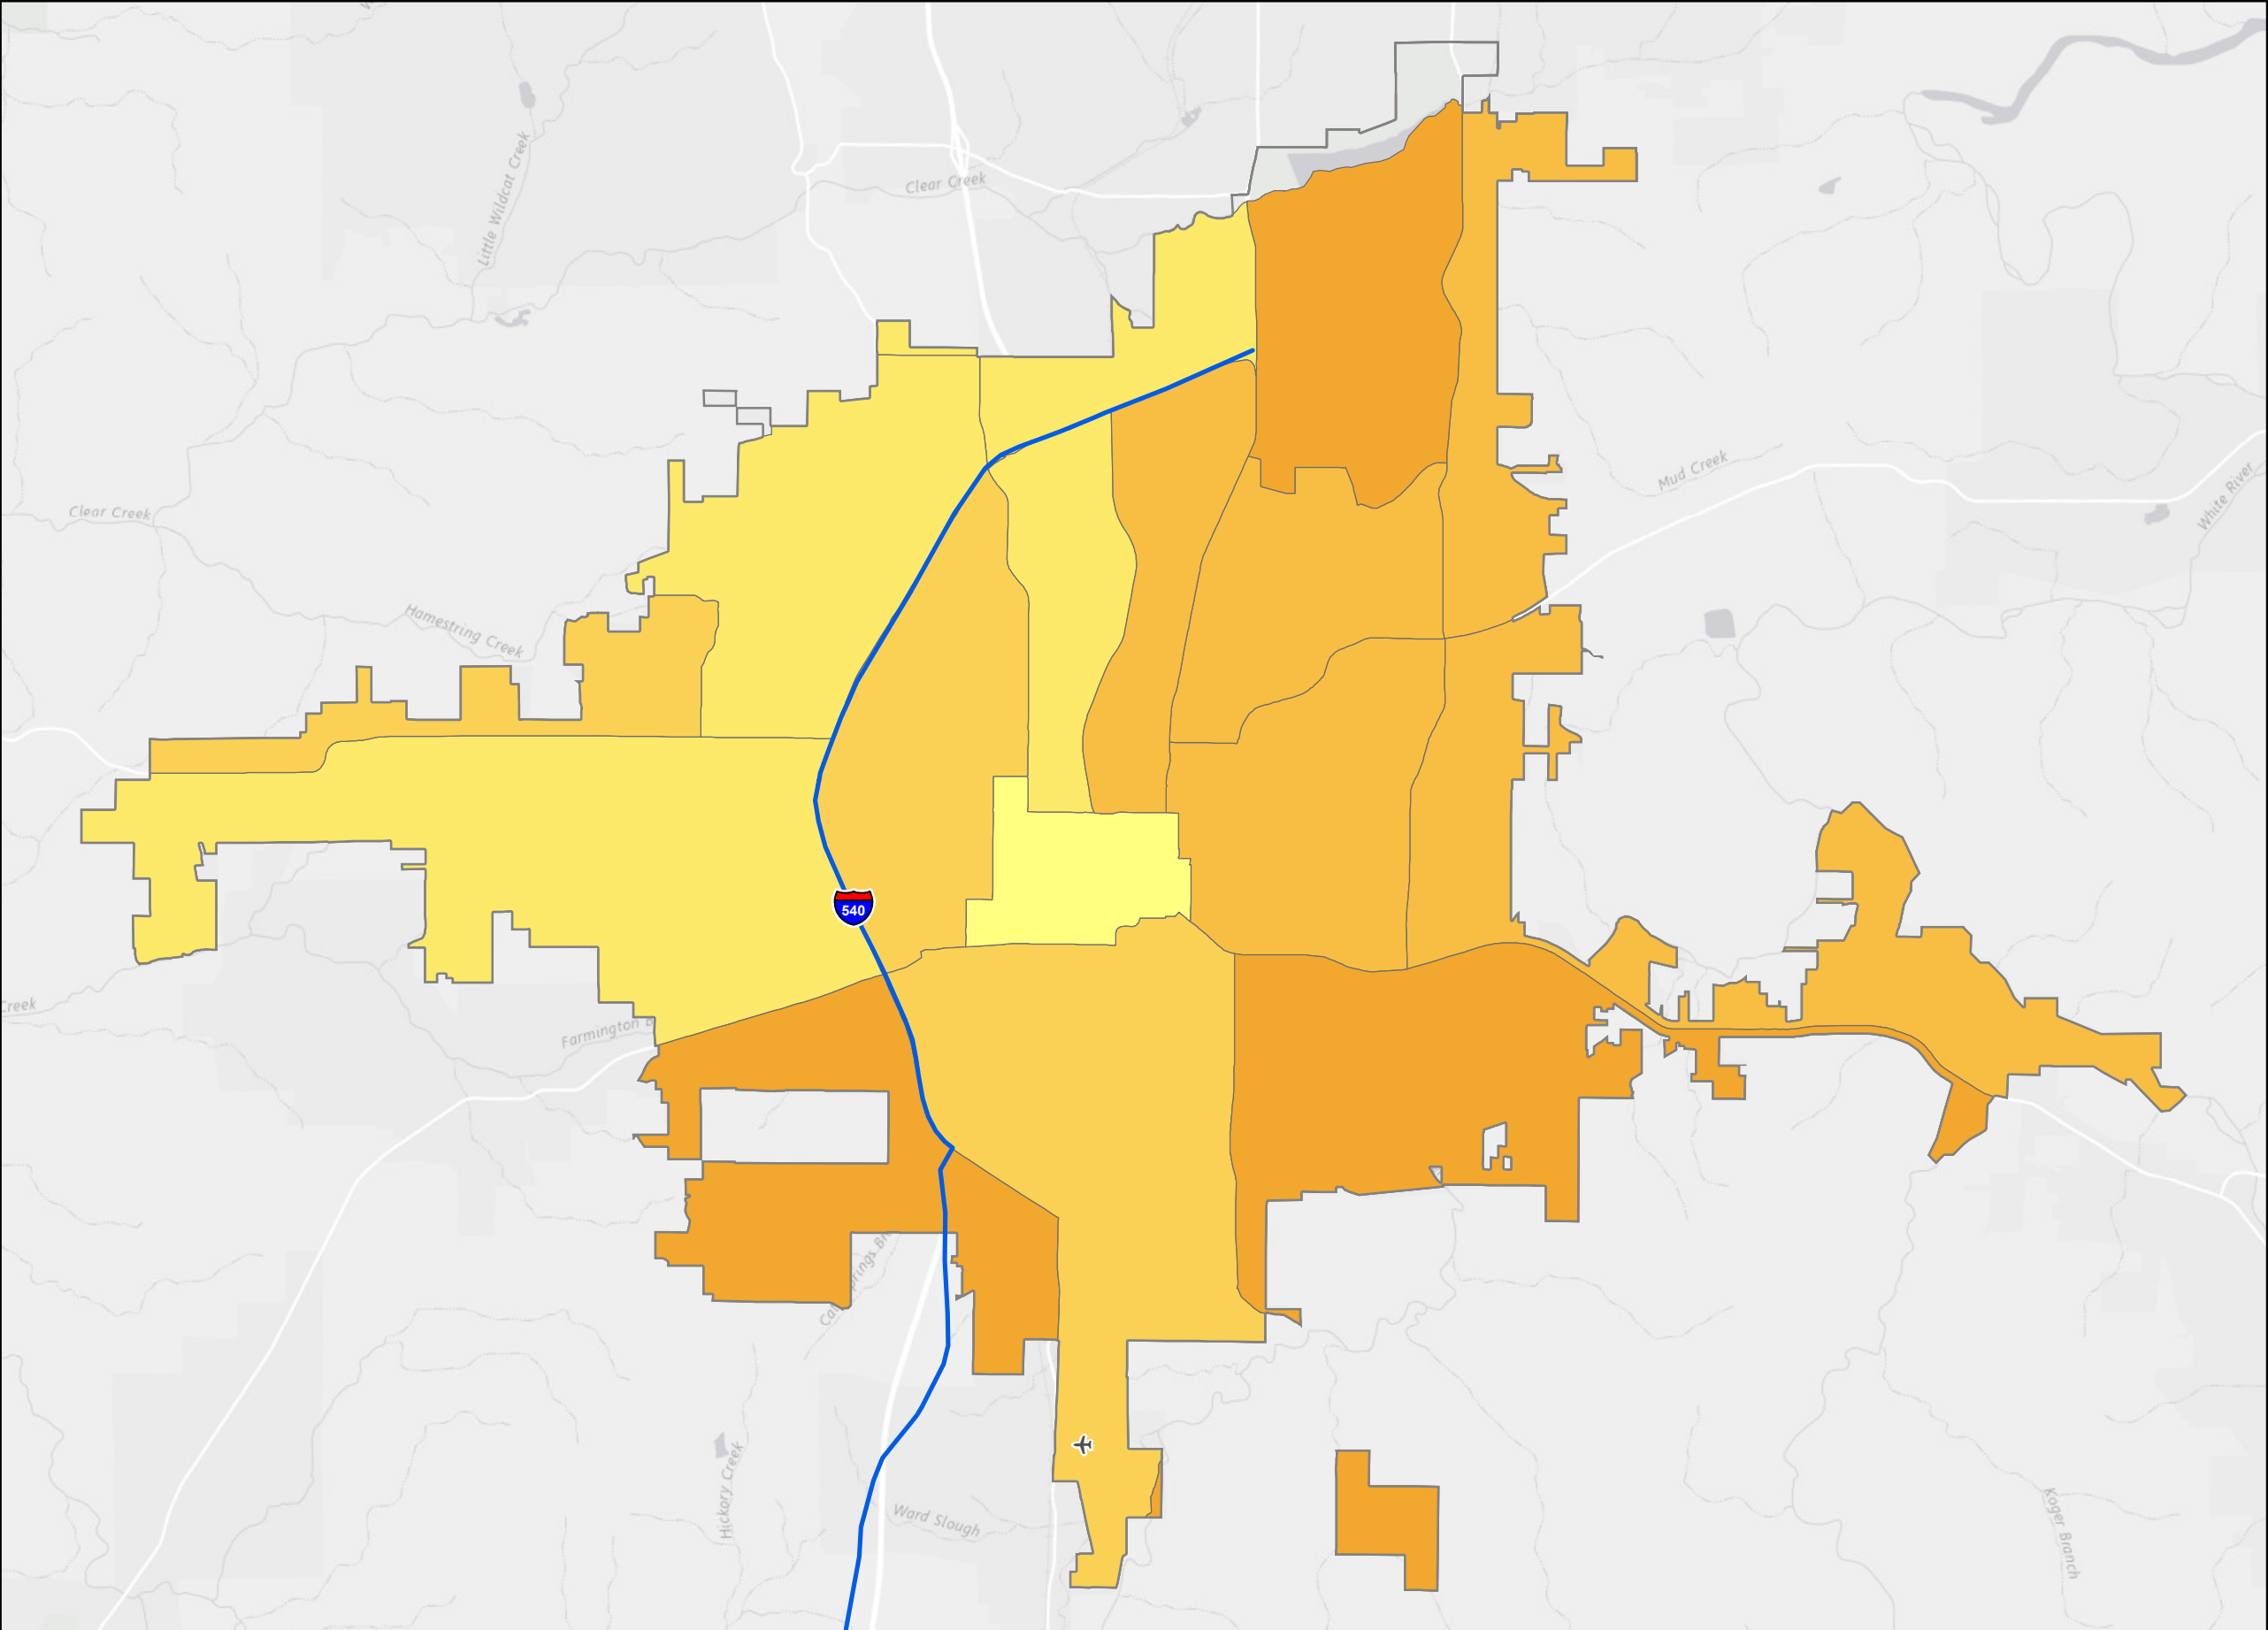 Little Wildcat Creek
Clear Creek
Mud Creek
White River
Clear Creek
Hamestring Creek
540
Creek
Farmington B
Hickory Creek
Ward Slough
Koger Branch